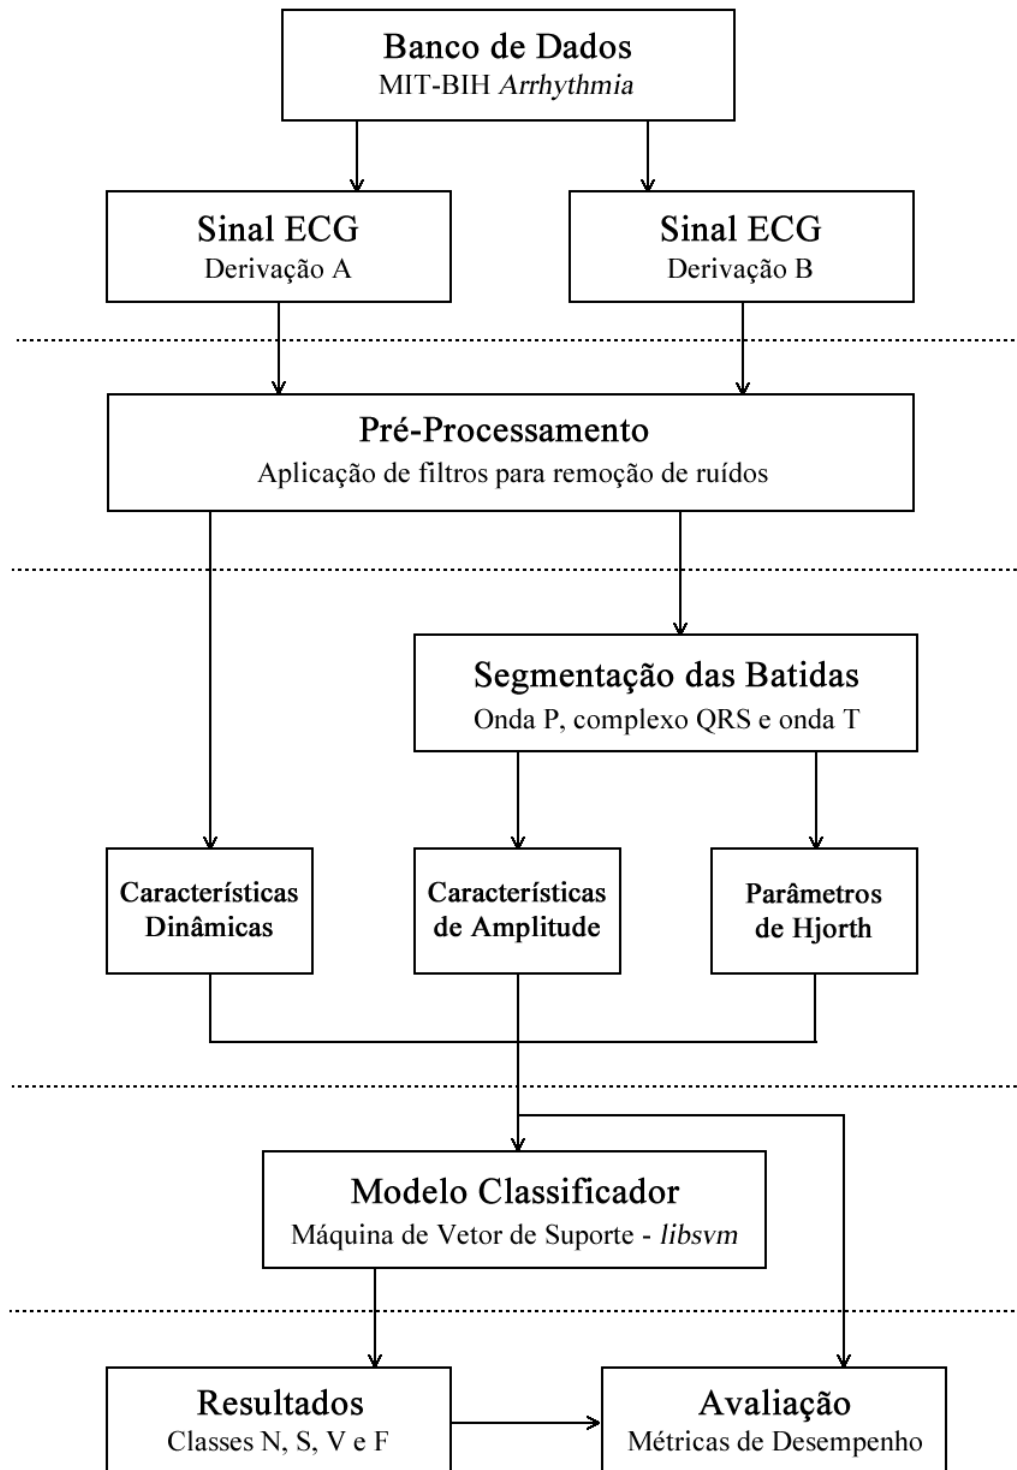 Banco de Dados
MIT-BIH Arrhythmia
Sinal ECG
Derivação A
Sinal ECG
Derivação B
Pré-Processamento
Aplicação de filtros para remoção de ruídos
Segmentação das Batidas
Onda P, complexo QRS e onda T
Característísticas
Dinâmicas
Característísticas
de Amplitude
Parâmetros
de Hjorth
Modelo Classificador
Máquina de Vetor de Suporte - libsvm
Resultados
Classes N, S, V e F
Avaliação
Métricas de Desempenho